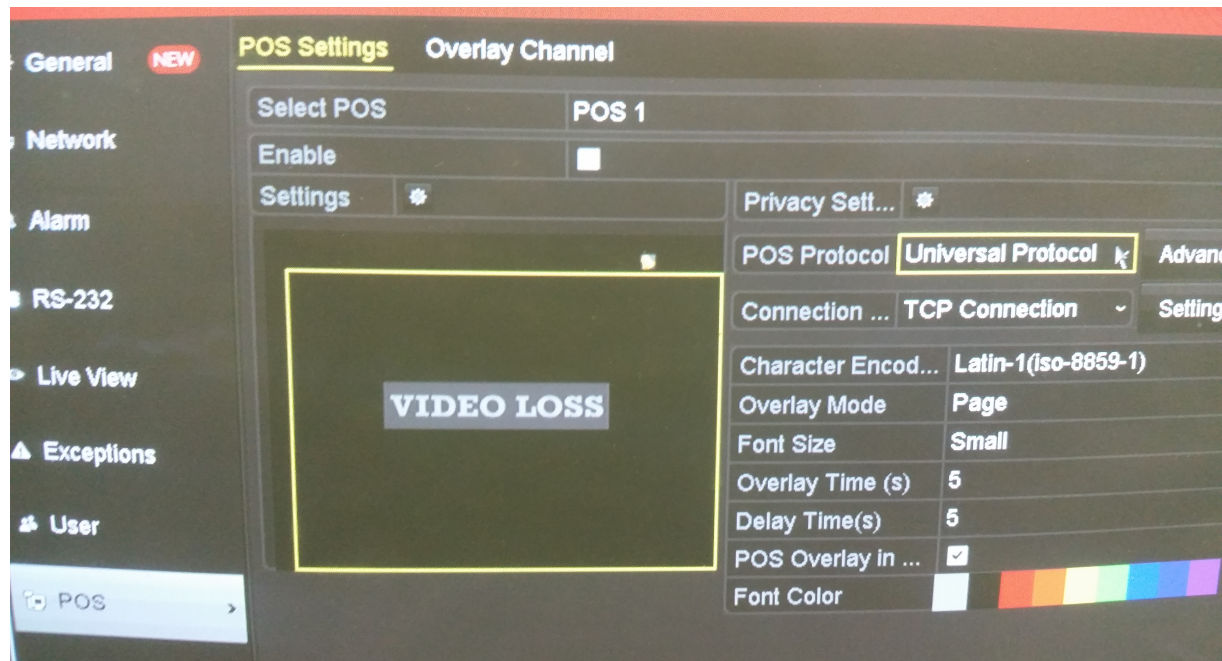 General NEW
POS Settings Overlay Channel
Select POS POS 1
Network
Enable
Settings
Privacy Sett...
Alarm
POS Protocol Universal Protocol
RS-232
Connection ... TCP Connection
Character Encod... Latin-1(iso-8859-1)
Live View
VIDEO LOSS
Overlay Mode Page
Font Size Small
Exceptions
Overlay Time (s) 5
User
Delay Time(s) 5
POS Overlay in ...
POS
Font Color